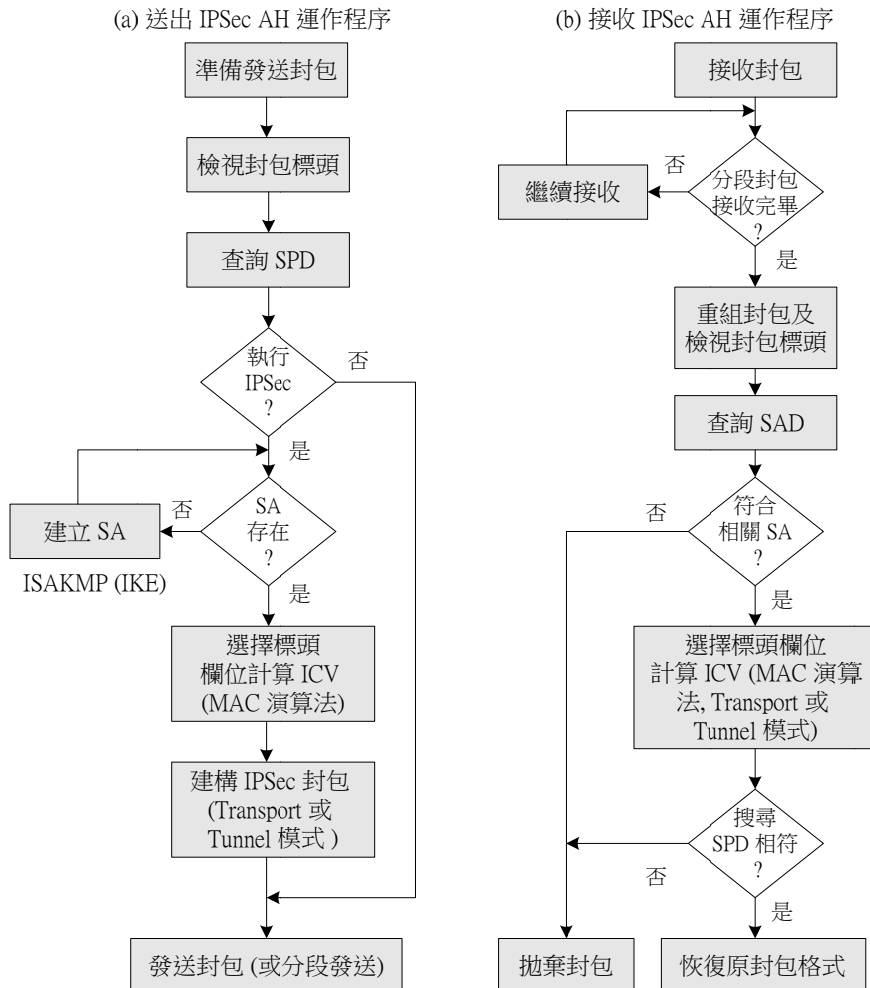 (a) 送出 IPSec AH 運作程序
準備發送封包
檢視封包標頭
查詢 SPD
執行
IPSec
?
否
是
SA
存在
?
否
建立 SA
ISAKMP (IKE)
是
選擇標頭
欄位計算 ICV
(MAC 演算法)
建構 IPSec 封包
(Transport 或
Tunnel 模式 )
發送封包 (或分段發送)
(b) 接收 IPSec AH 運作程序
接收封包
分段封包
接收完畢
?
否
繼續接收
是
重組封包及
檢視封包標頭
查詢 SAD
符合
相關 SA
?
否
是
選擇標頭欄位
計算 ICV (MAC 演算
法, Transport 或
Tunnel 模式)
搜尋
SPD 相符
?
否
是
拋棄封包
恢復原封包格式